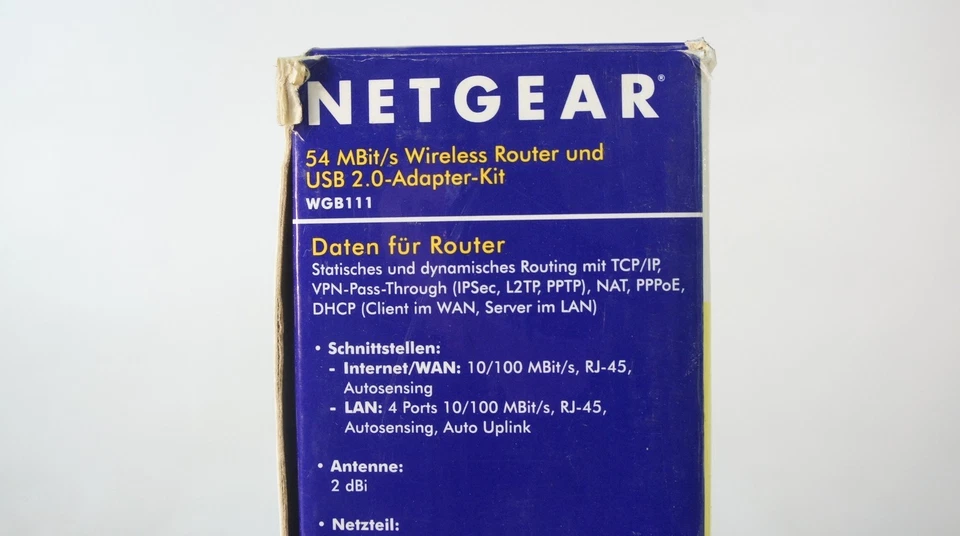 NETGEAR®
54 MBit/s Wireless Router und
USB 2.0-Adapter-Kit
WGB111
Daten für Router
Statisches und dynamisches Routing mit TCP/IP,
VPN-Pass-Through (IPSec, L2TP, PPTP), NAT, PPPoE,
DHCP (Client im WAN, Server im LAN)
• Schnittstellen:
- Internet/WAN: 10/100 MBit/s, RJ-45,
Autosensing
- LAN: 4 Ports 10/100 MBit/s, RJ-45,
Autosensing, Auto Uplink
• Antenne:
2 dBi
• Netzteil: